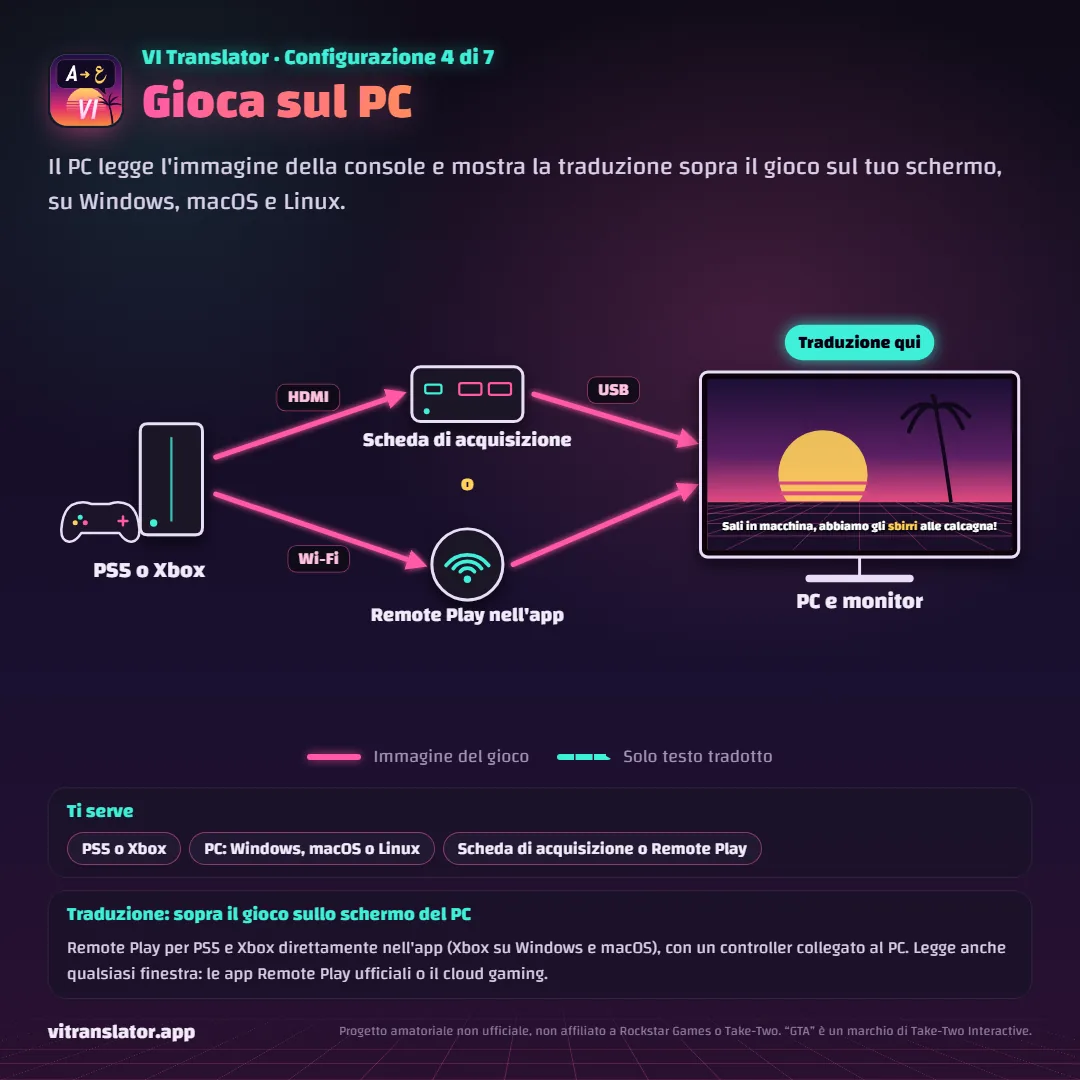 A→ع
VI
VI Translator · Configurazione 4 di 7
Gioca sul PC
Il PC legge l'immagine della console e mostra la traduzione sopra il gioco sul tuo schermo,
su Windows, macOS e Linux.
Traduzione qui
HDMI
USB
Scheda di acquisizione
Sali in macchina, abbiamo gli sbirri alle calcagna!
Wi-Fi
PS5 o Xbox
Remote Play nell'app
PC e monitor
Immagine del gioco
Solo testo tradotto
Ti serve
PS5 o Xbox
PC: Windows, macOS o Linux
Scheda di acquisizione o Remote Play
Traduzione: sopra il gioco sullo schermo del PC
Remote Play per PS5 e Xbox direttamente nell'app (Xbox su Windows e macOS), con un controller collegato al PC. Legge anche
qualsiasi finestra: le app Remote Play ufficiali o il cloud gaming.
vitranslator.app
Progetto amatoriale non ufficiale, non affiliato a Rockstar Games o Take-Two. “GTA” è un marchio di Take-Two Interactive.